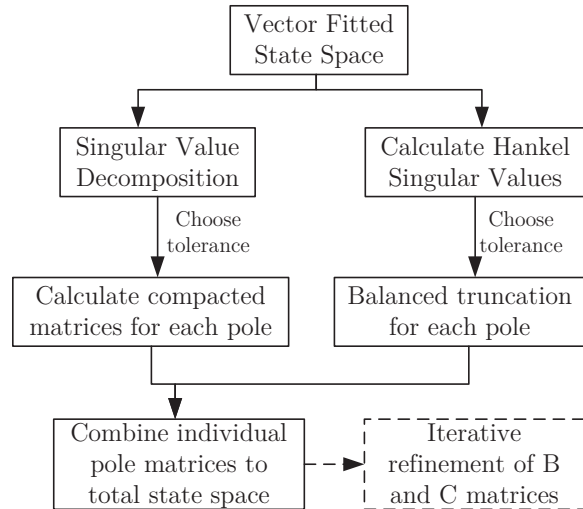 Vector Fitted
State Space
Singular Value
Decomposition
Calculate Hankel
Singular Values
Choose
tolerance
Choose
tolerance
Calculate compacted
matrices for each pole
Balanced truncation
for each pole
Combine individual
pole matrices to
total state space
Iterative
refinement of B
and C matrices